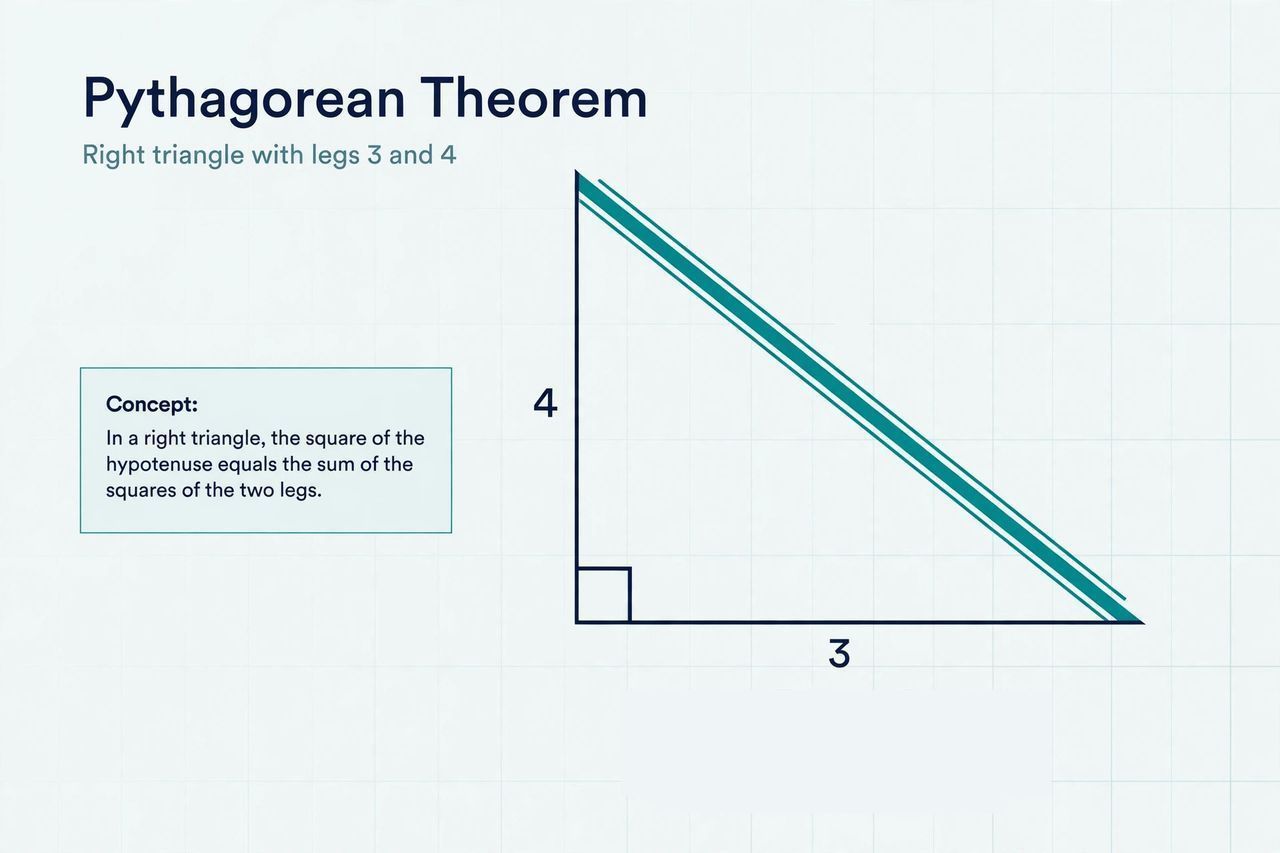 Pythagorean Theorem
Right triangle with legs 3 and 4
4
Concept:
In a right triangle, the square of the
hypotenuse equals the sum of the
squares of the two legs.
3